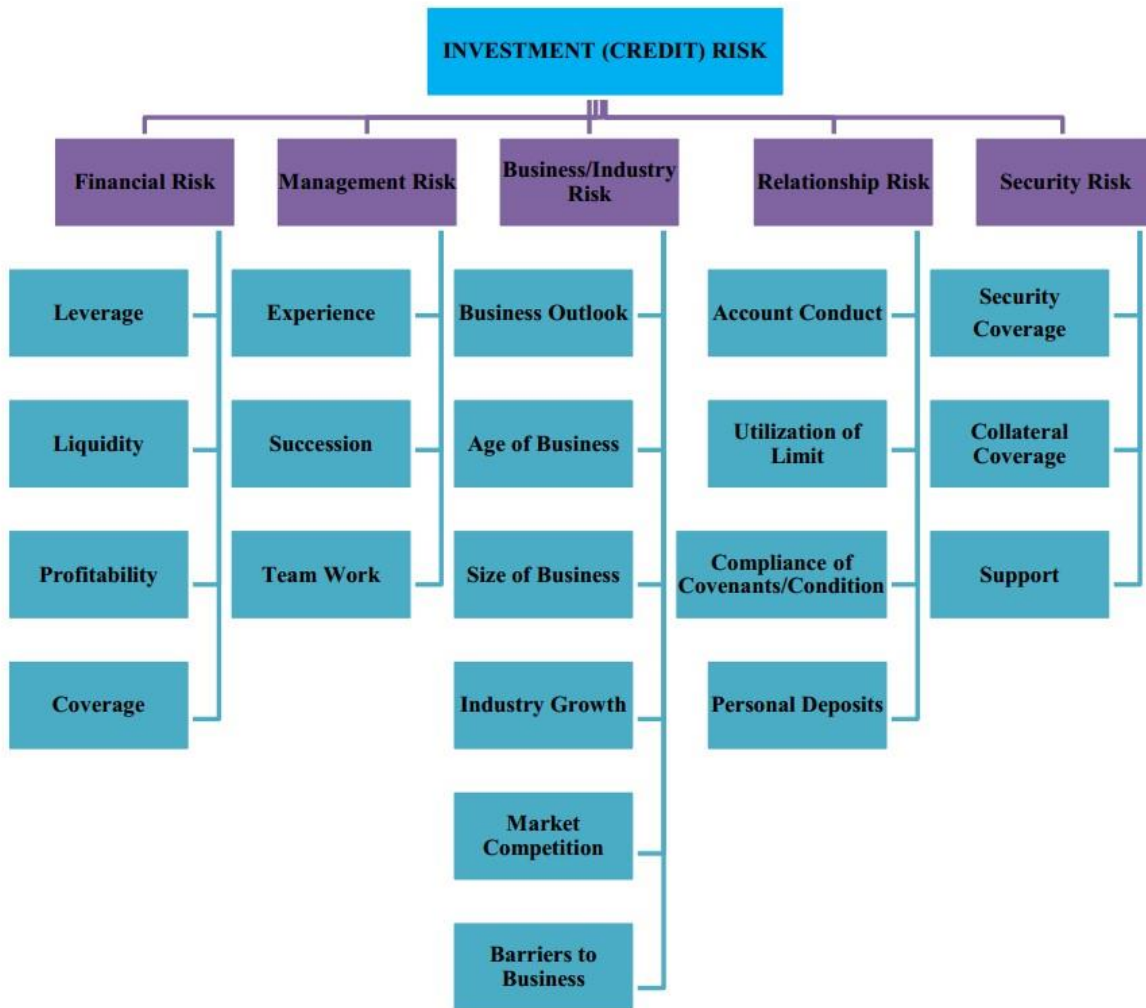 INVESTMENT (CREDIT) RISK
Financial Risk
Management Risk
Business/Industry
Risk
Relationship Risk
Security Risk
Leverage
Experience
Business Outlook
Account Conduct
Security
Coverage
Liquidity
Succession
Age of Business
Utilization of
Limit
Collateral
Coverage
Profitability
Team Work
Size of Business
Compliance of
Covenants/Condition
Support
Coverage
Industry Growth
Personal Deposits
Market
Competition
Barriers to
Business